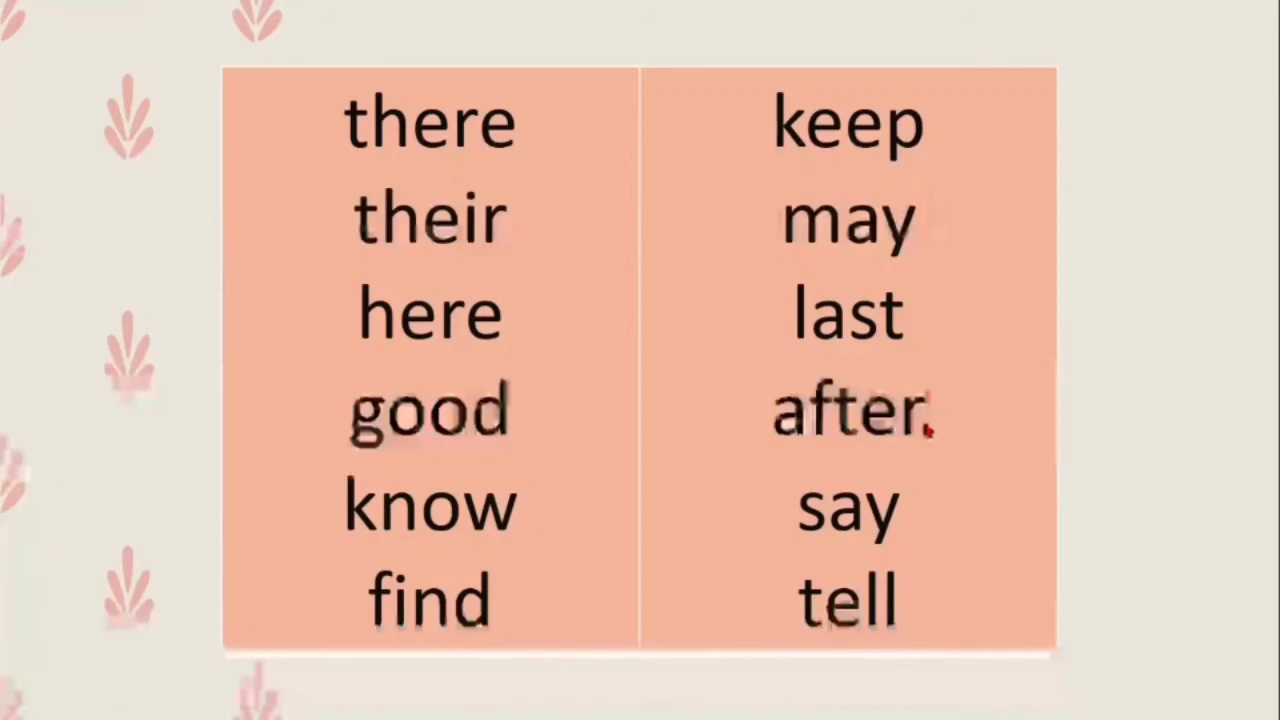 there keep
their may
here last
good after
know say
find tell